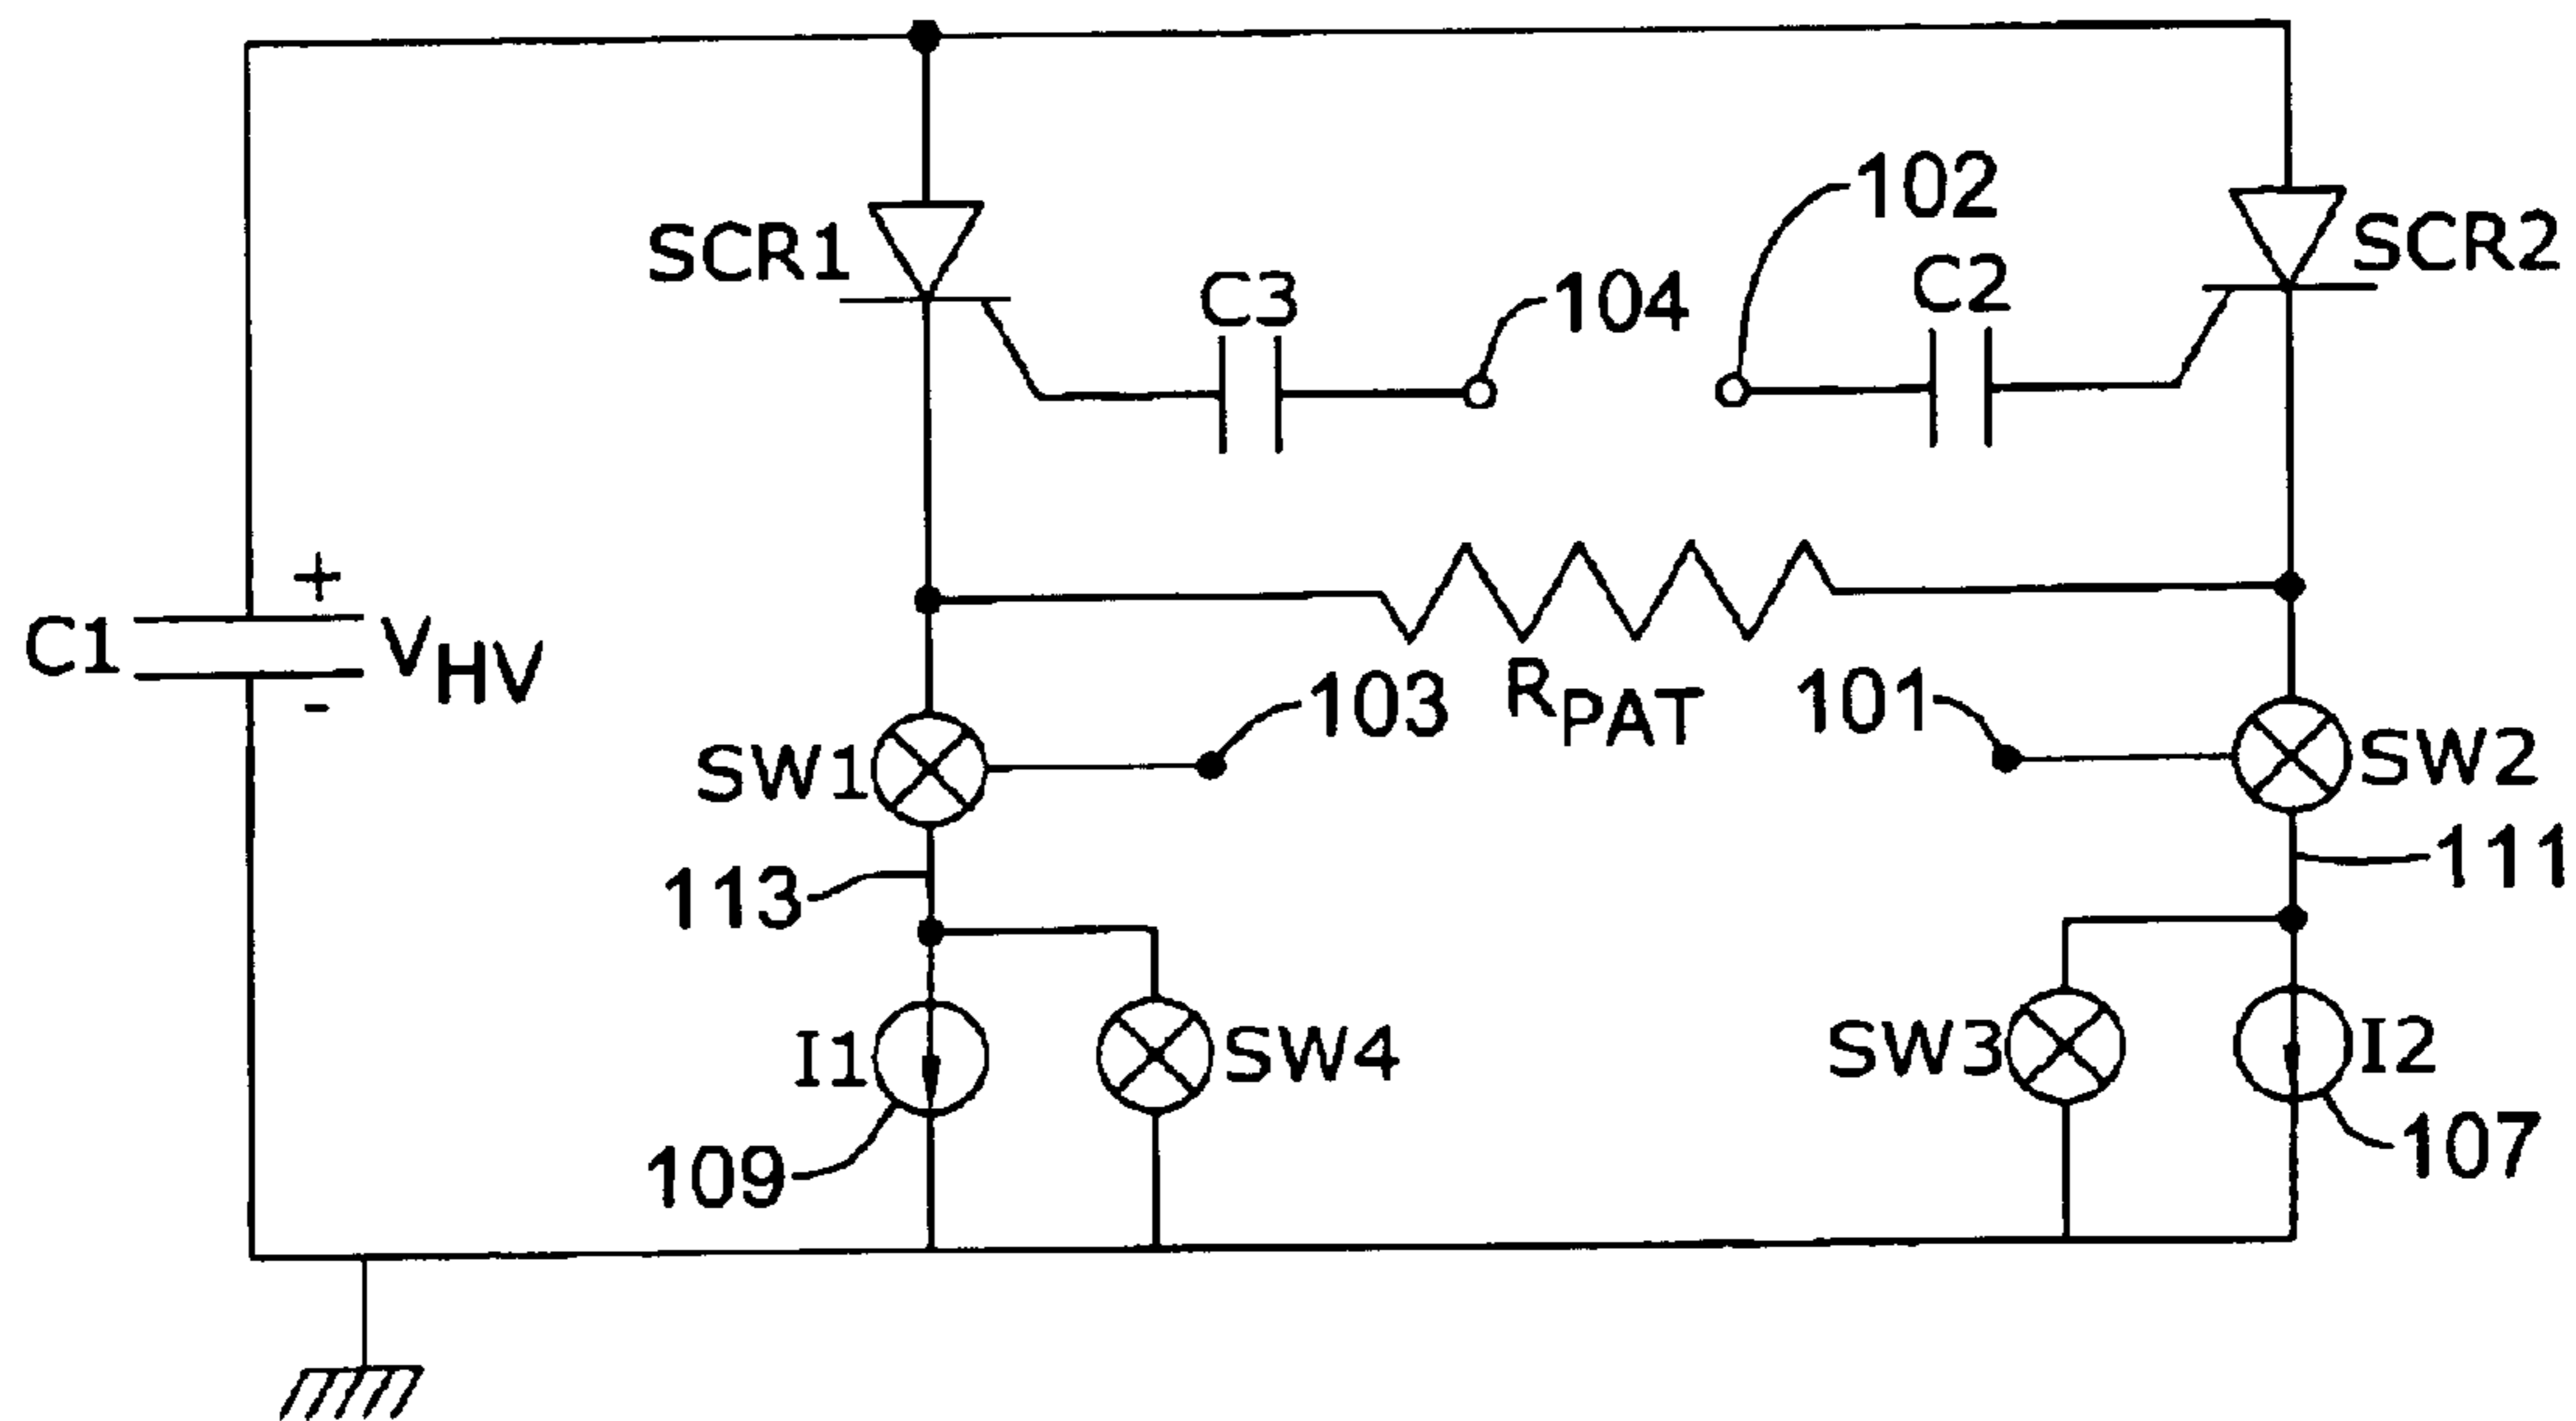 102
SCR1
SCR2
C3
104
C2
+
C1
VHV
-
RPAT
103
101
SW1
SW2
113
111
I1
SW4
SW3
I2
109
107